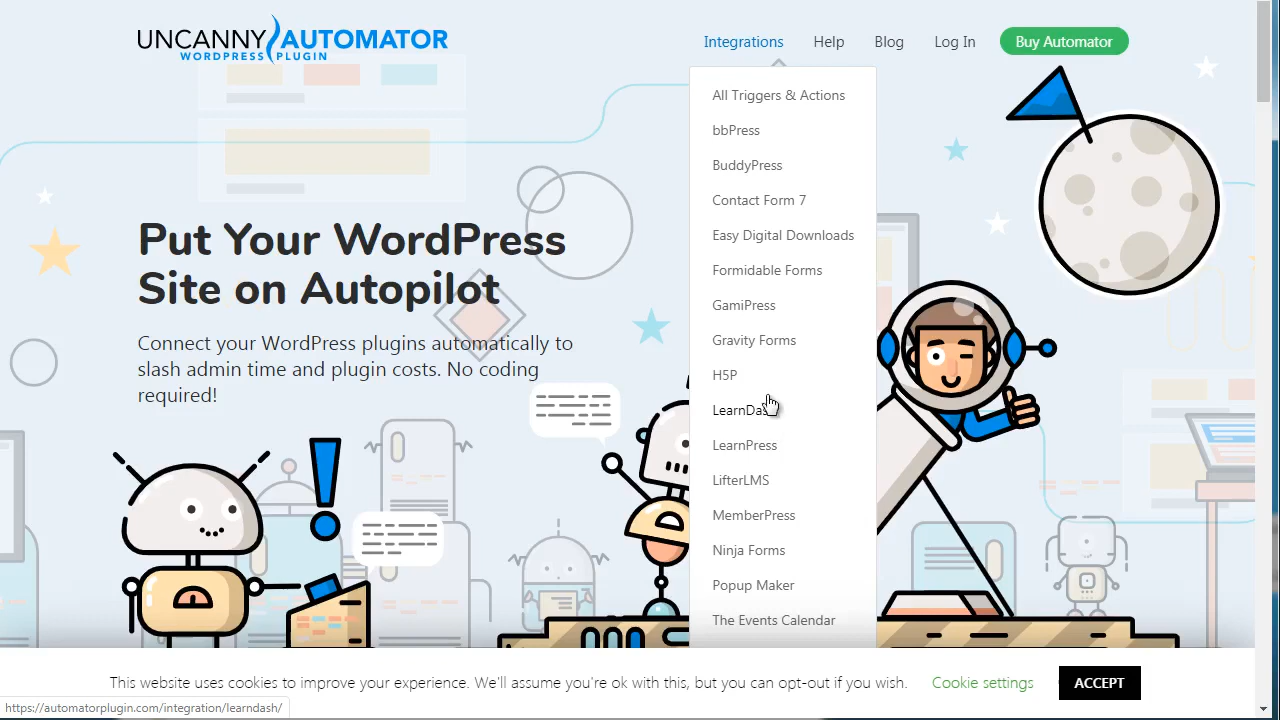 UNCANNY AUTOMATOR
WORDPRESS PLUGIN
Integrations
Help
Blog
Log In
Buy Automator
All Triggers & Actions
bbPress
BuddyPress
Contact Form 7
Easy Digital Downloads
Formidable Forms
GamiPress
Gravity Forms
H5P
LearnDas
LearnPress
LifterLMS
MemberPress
Ninja Forms
Popup Maker
The Events Calendar
Put Your WordPress
Site on Autopilot
Connect your WordPress plugins automatically to
slash admin time and plugin costs. No coding
required!
This website uses cookies to improve your experience. We'll assume you're ok with this, but you can opt-out if you wish.
Cookie settings
ACCEPT
https://automatorplugin.com/integration/learndash/